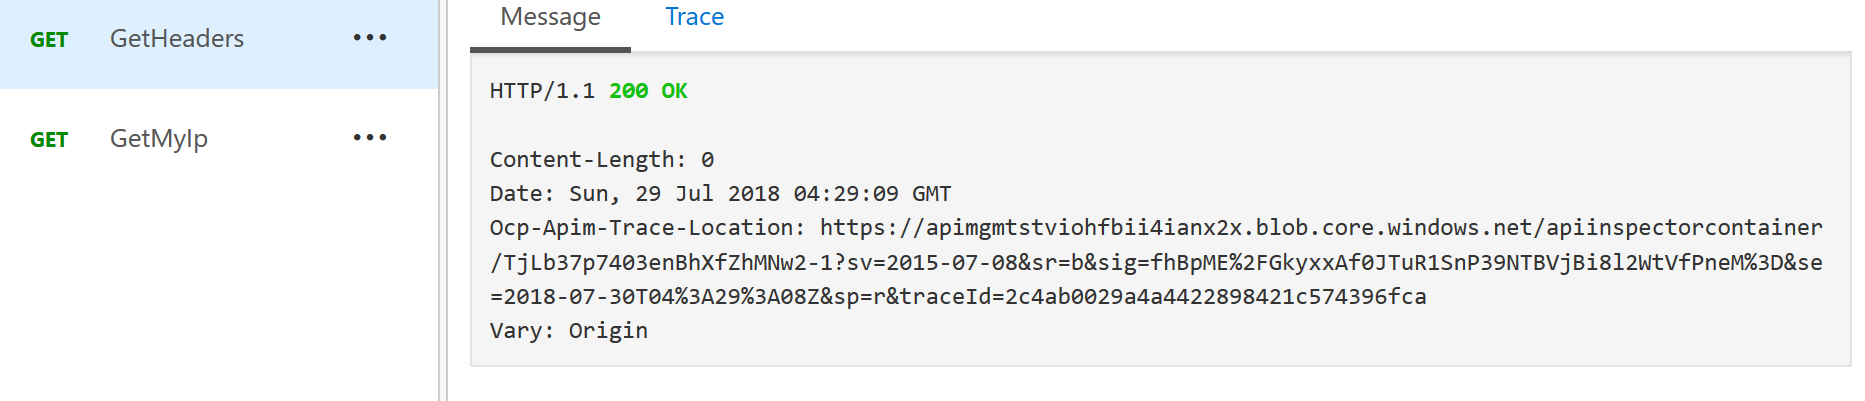 GET GetHeaders •••
GET GetMyIp •••
Message Trace
HTTP/1.1 200 OK
Content-Length: 0
Date: Sun, 29 Jul 2018 04:29:09 GMT
Ocp-Apim-Trace-Location: https://apimgmtstviohfbii4ianx2x.blob.core.windows.net/apiinspectorcontainer
/TjLb37p7403enBhXfZhMNw2-1?sv=2015-07-08&sr=b&sig=fhBpME%2FGkyxxAf0JTuR1SnP39NTBVjBi8l2WtVfPneM%3D&se
=2018-07-30T04%3A29%3A08Z&sp=r&traceId=2c4ab0029a4a4422898421c574396fca
Vary: Origin